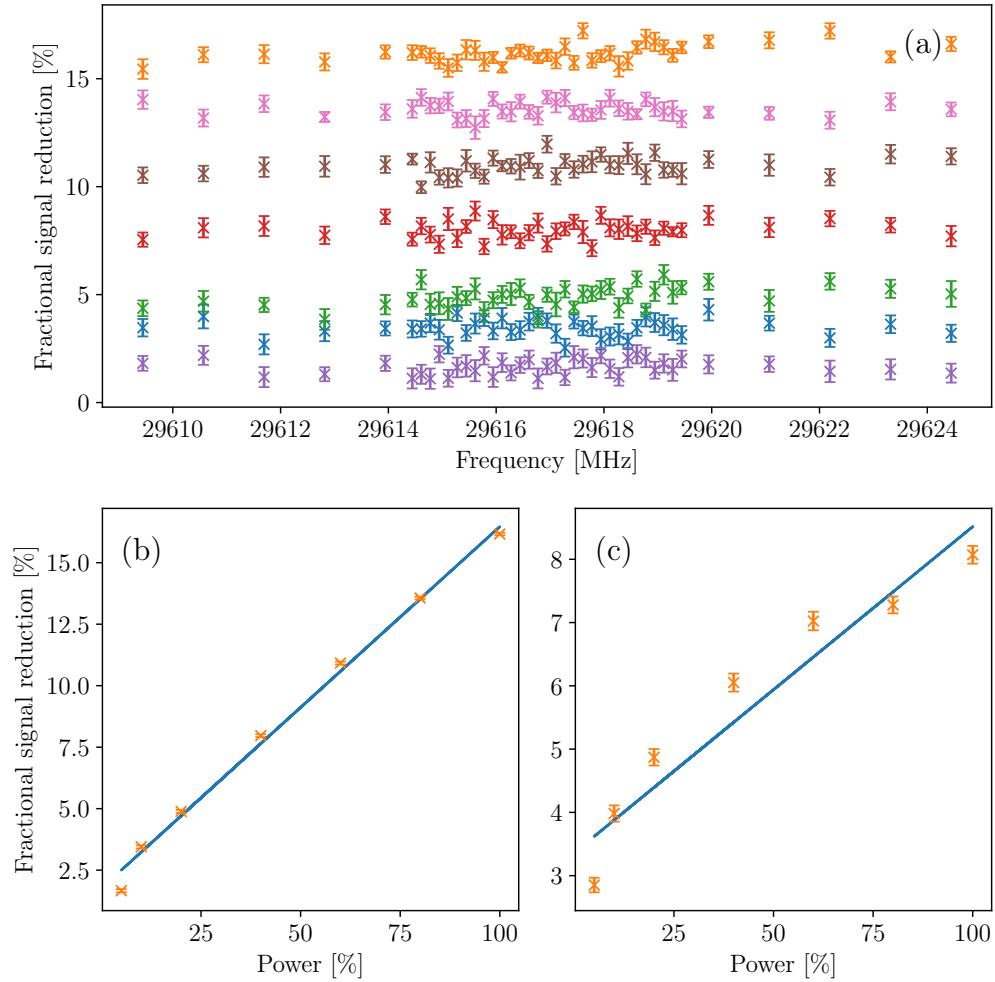 (a)
Fractional signal reduction [%]
15
10
5
0
29610 29612 29614 29616 29618 29620 29622 29624
Frequency [MHz]
(b)
Fractional signal reduction [%]
15.0
12.5
10.0
7.5
5.0
2.5
25 50 75 100
Power [%]
(c)
8
7
6
5
4
3
25 50 75 100
Power [%]